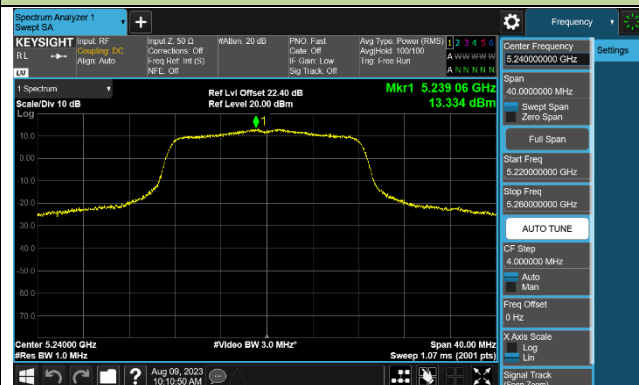 Spectrum Analyzer 1
Swept SA
Frequency
KEYSIGHT
RL
LXI
Input: RF
Coupling: DC
Align: Auto
Input Z: 50 Ω
Corrections: Off
Freq Ref: Int (S)
NFE: Off
#Atten: 20 dB
PNO: Fast
Gate: Off
IF Gain: Low
Sig Track: Off
Avg Type: Power (RMS)
Avg|Hold: 100/100
Trig: Free Run
1 2 3 4 5 6
A W W W W W
A N N N N N
Center Frequency
5.240000000 GHz
Settings
Span
40.0000000 MHz
Swept Span
Zero Span
Full Span
Start Freq
5.220000000 GHz
Stop Freq
5.260000000 GHz
AUTO TUNE
CF Step
4.000000 MHz
Auto
Man
Freq Offset
0 Hz
X Axis Scale
Log
Lin
Signal Track
(Span Zoom)
1 Spectrum
Scale/Div 10 dB
Log
Ref Lvl Offset 22.40 dB
Ref Level 20.00 dBm
Mkr1 5.239 06 GHz
13.334 dBm
1
10.0
0.00
-10.0
-20.0
-30.0
-40.0
-50.0
-60.0
-70.0
Center 5.24000 GHz
#Res BW 1.0 MHz
#Video BW 3.0 MHz*
Span 40.00 MHz
Sweep 1.07 ms (2001 pts)
?
Aug 09, 2023
10:10:50 AM